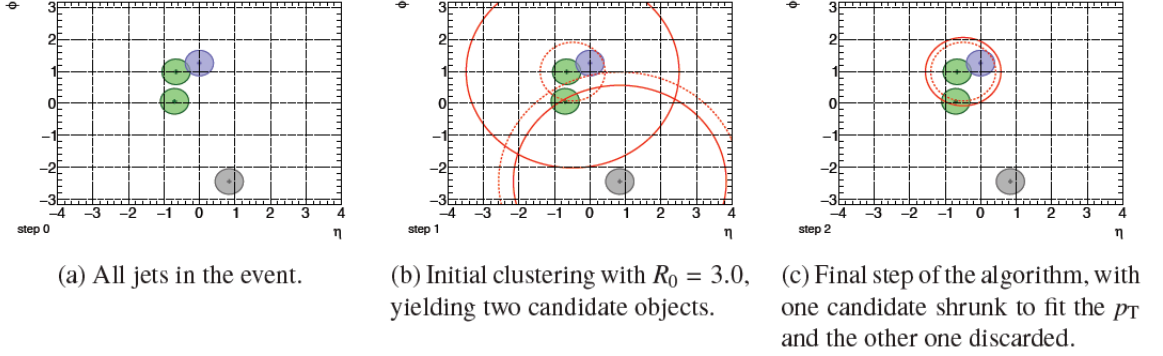 ϕ 3
2
1
0
−1
−2
−3
−4 −3 −2 −1 0 1 2 3 4
step 0 η
ϕ 3
2
1
0
−1
−2
−3
−4 −3 −2 −1 0 1 2 3 4
step 1 η
ϕ 3
2
1
0
−1
−2
−3
−4 −3 −2 −1 0 1 2 3 4
step 2 η
(a) All jets in the event.
(b) Initial clustering with R₀ = 3.0,
yielding two candidate objects.
(c) Final step of the algorithm, with
one candidate shrunk to fit the p_T
and the other one discarded.